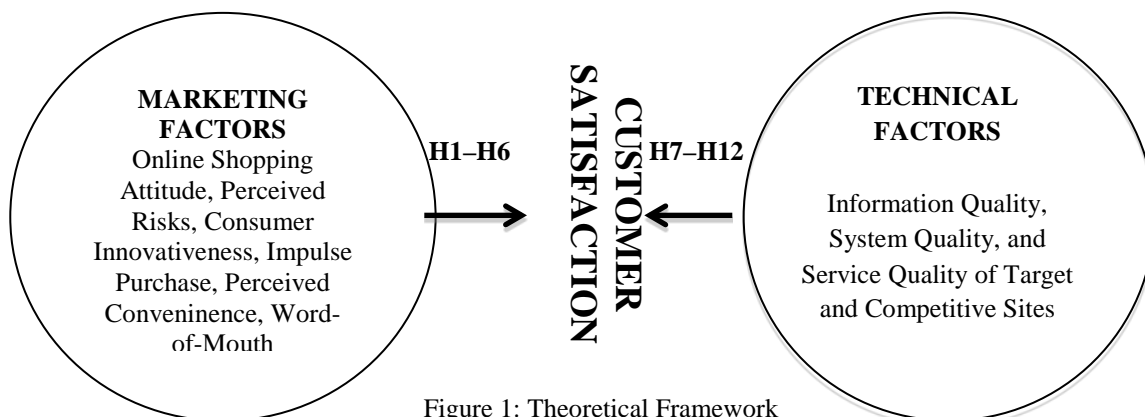 MARKETING
FACTORS
Online Shopping
Attitude, Perceived
Risks, Consumer
Innovativeness, Impulse
Purchase, Perceived
Conveninence, Word-
of-Mouth
H1–H6
CUSTOMER
SATISFACTION
H7–H12
TECHNICAL
FACTORS
Information Quality,
System Quality, and
Service Quality of Target
and Competitive Sites
Figure 1: Theoretical Framework